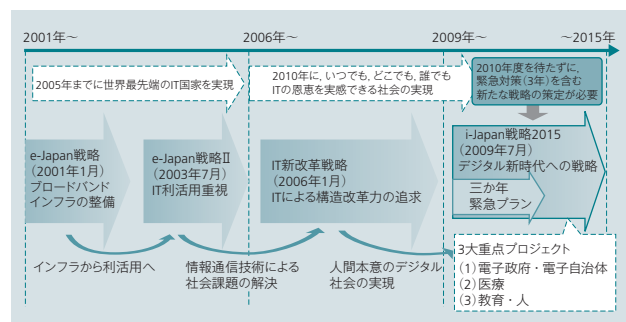 2001年～
2006年～
2009年～
～2015年
2005年までに世界最先端のIT国家を実現
2010年に，いつでも，どこでも，誰でも
ITの恩恵を実感できる社会の実現
2010年度を待たずに，
緊急対策（3年）を含む
新たな戦略の策定が必要
e-Japan戦略
（2001年1月）
ブロードバンド
インフラの整備
e-Japan戦略Ⅱ
（2003年7月）
IT利活用重視
IT新改革戦略
（2006年1月）
ITによる構造改革力の追求
i-Japan戦略2015
（2009年7月）
デジタル新時代への戦略
三か年
緊急プラン
インフラから利活用へ
情報通信技術による
社会課題の解決
人間本意のデジタル
社会の実現
3大重点プロジェクト
（1）電子政府・電子自治体
（2）医療
（3）教育・人